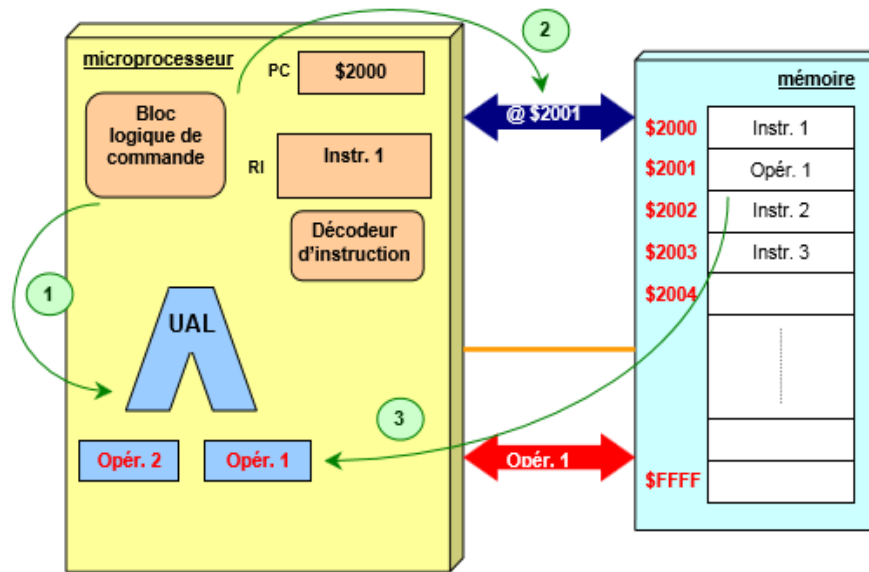 microprocesseur
PC
$2000
2
Bloc
logique de
commande
RI
Instr. 1
Décodeur
d'instruction
1
UAL
3
Opér. 2
Opér. 1
@ $2001
Opér. 1
mémoire
$2000
Instr. 1
$2001
Opér. 1
$2002
Instr. 2
$2003
Instr. 3
$2004
$FFFF